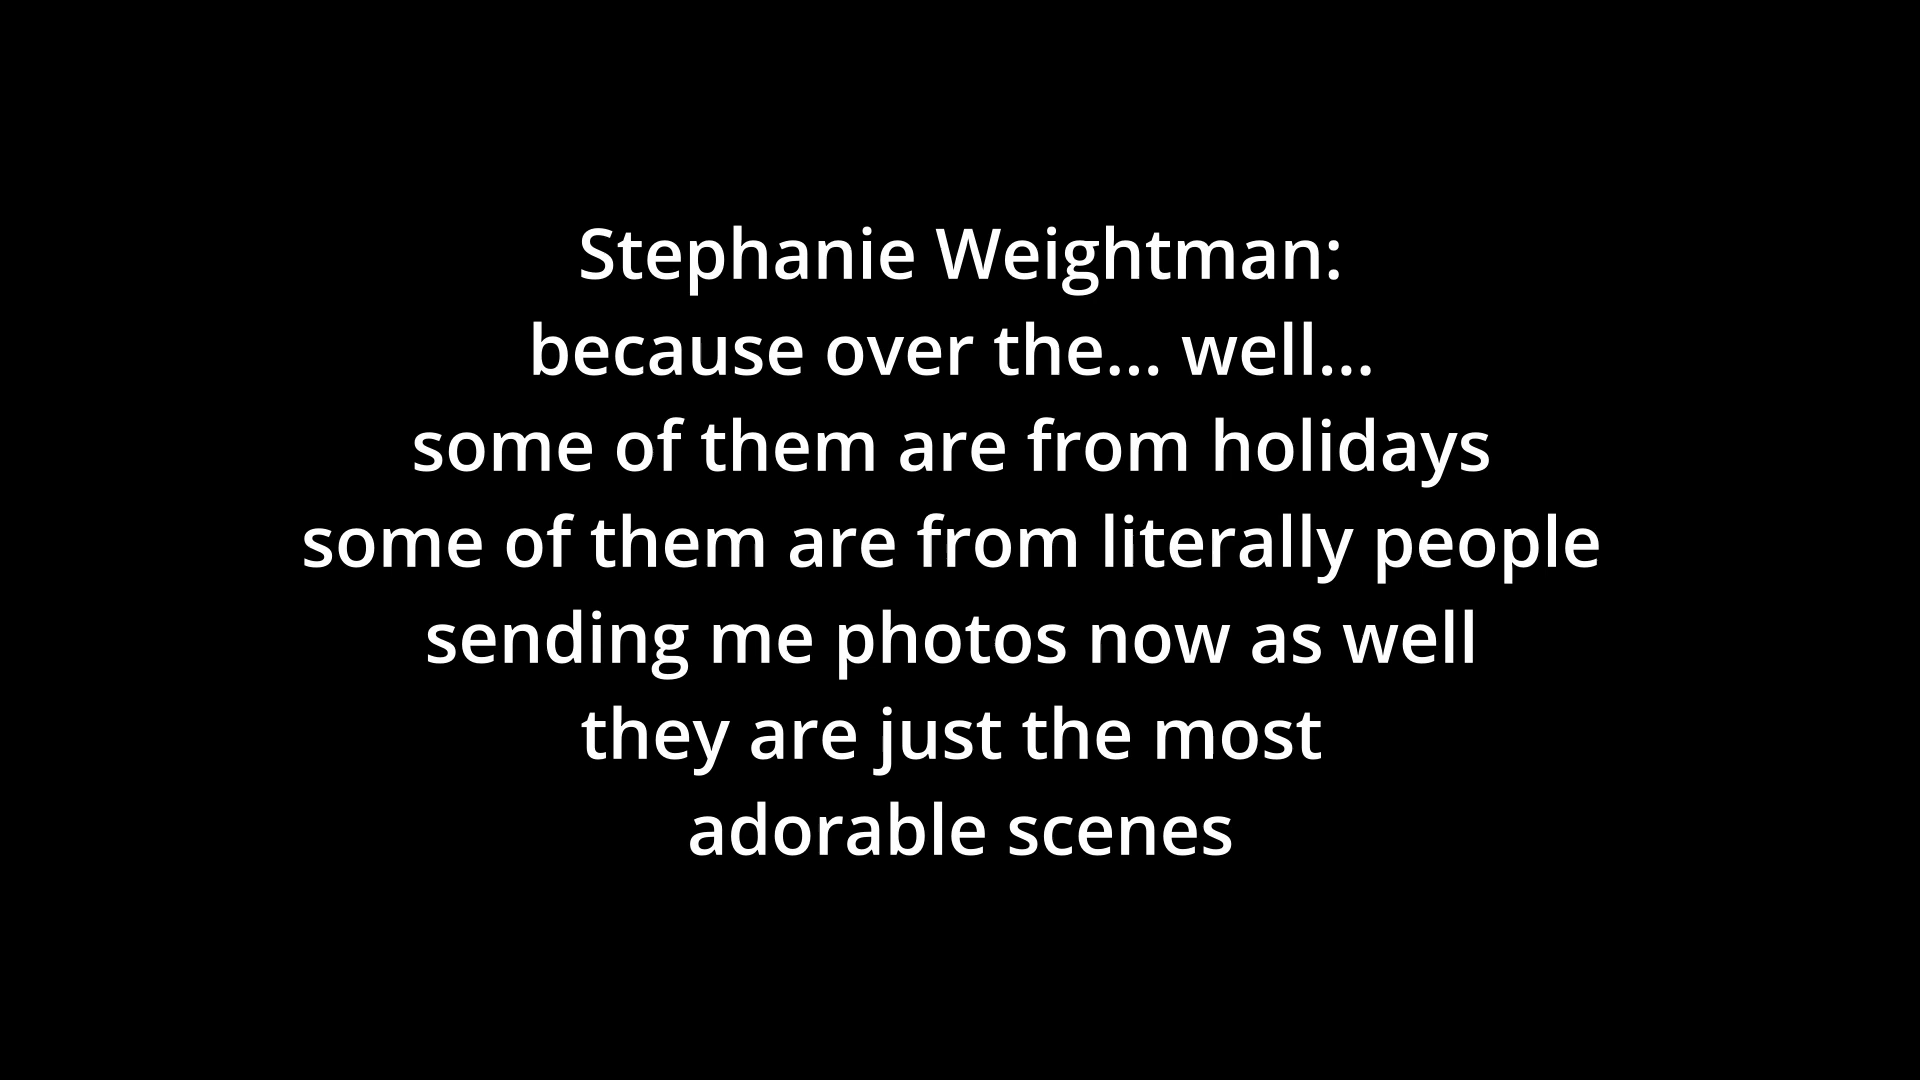 Stephanie Weightman:
because over the... well...
some of them are from holidays
some of them are from literally people
sending me photos now as well
they are just the most
adorable scenes